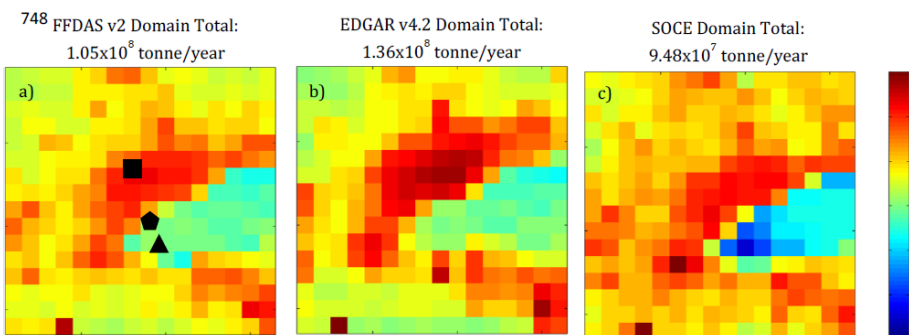 748
FFDAS v2 Domain Total:
1.05x10^8 tonne/year
EDGAR v4.2 Domain Total:
1.36x10^8 tonne/year
SOCE Domain Total:
9.48x10^7 tonne/year
a)
b)
c)